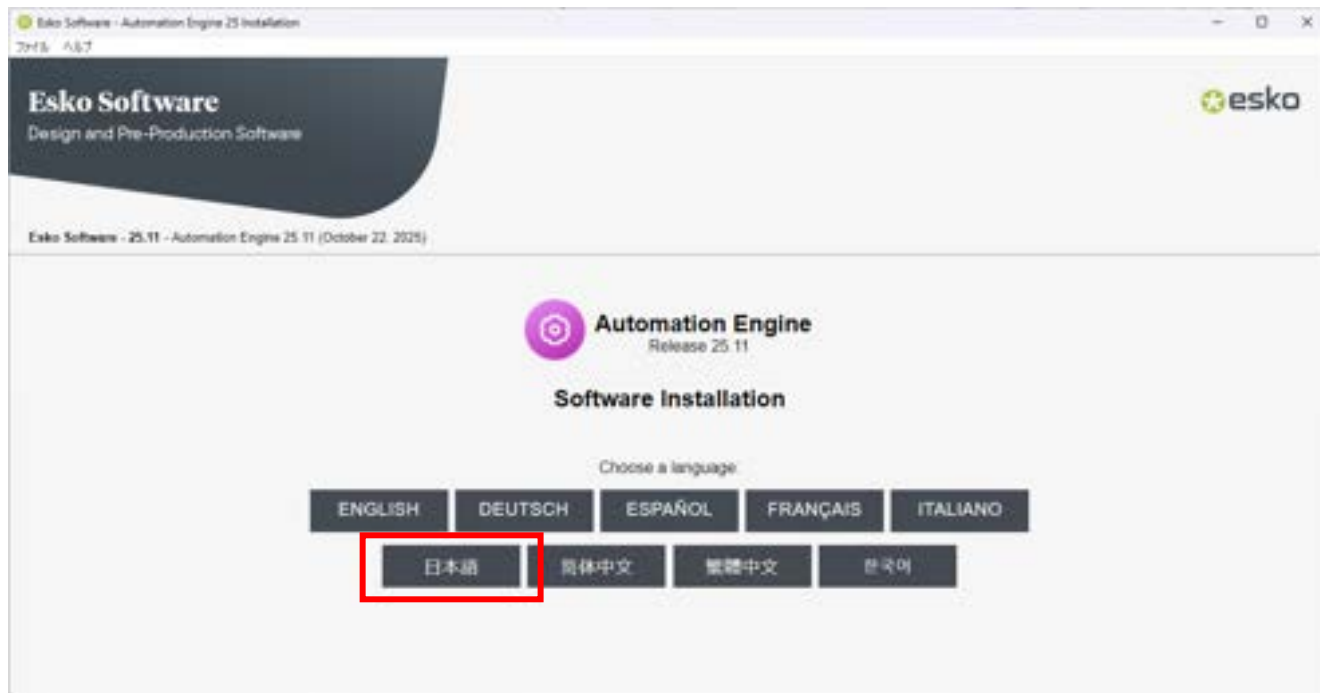 Esko Software - Automation Engine 25 Installation
ファイル ヘルプ
Esko Software
Design and Pre-Production Software
esko
Esko Software - 25.11 - Automation Engine 25.11 (October 22, 2025)
Automation Engine
Release 25.11
Software Installation
Choose a language:
ENGLISH DEUTSCH ESPAÑOL FRANÇAIS ITALIANO
日本語 简体中文 繁體中文 한국어